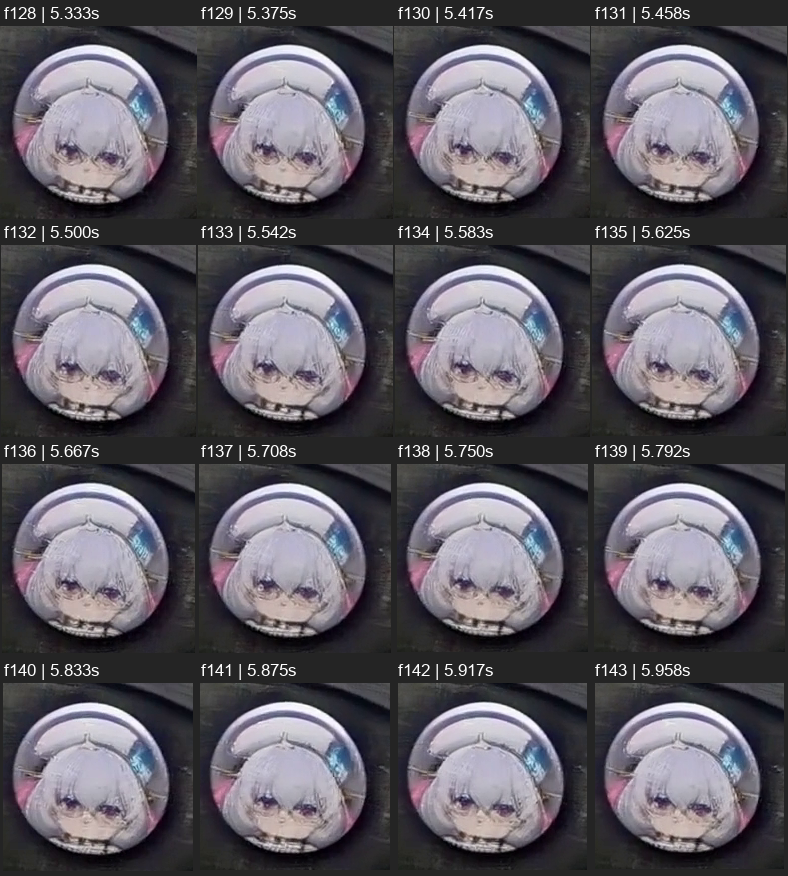 f128 | 5.333s
f129 | 5.375s
f130 | 5.417s
f131 | 5.458s
f132 | 5.500s
f133 | 5.542s
f134 | 5.583s
f135 | 5.625s
f136 | 5.667s
f137 | 5.708s
f138 | 5.750s
f139 | 5.792s
f140 | 5.833s
f141 | 5.875s
f142 | 5.917s
f143 | 5.958s